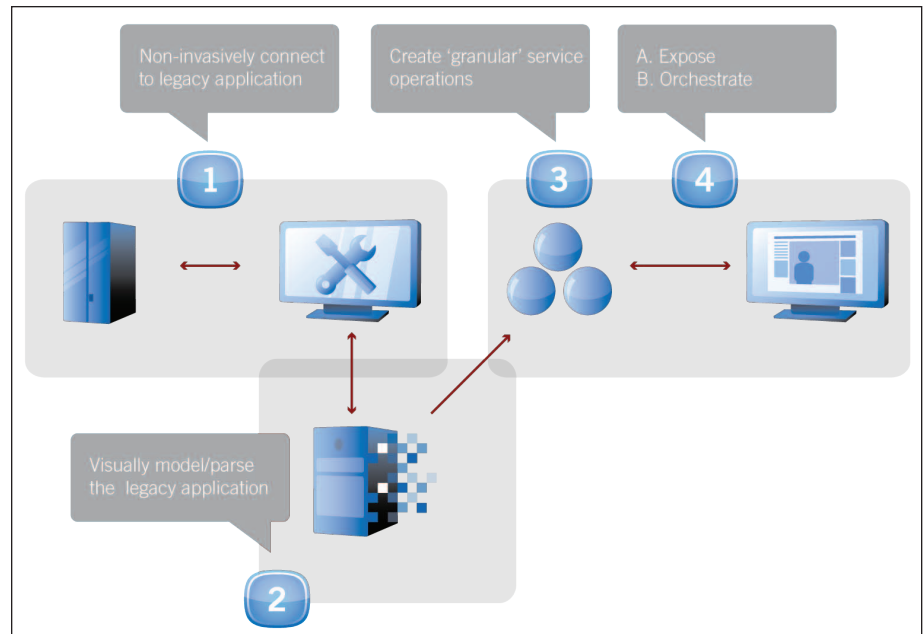 Non-invasively connect
to legacy application
1
Visually model/parse
the legacy application
2
Create ‘granular’ service
operations
3
A. Expose
B. Orchestrate
4